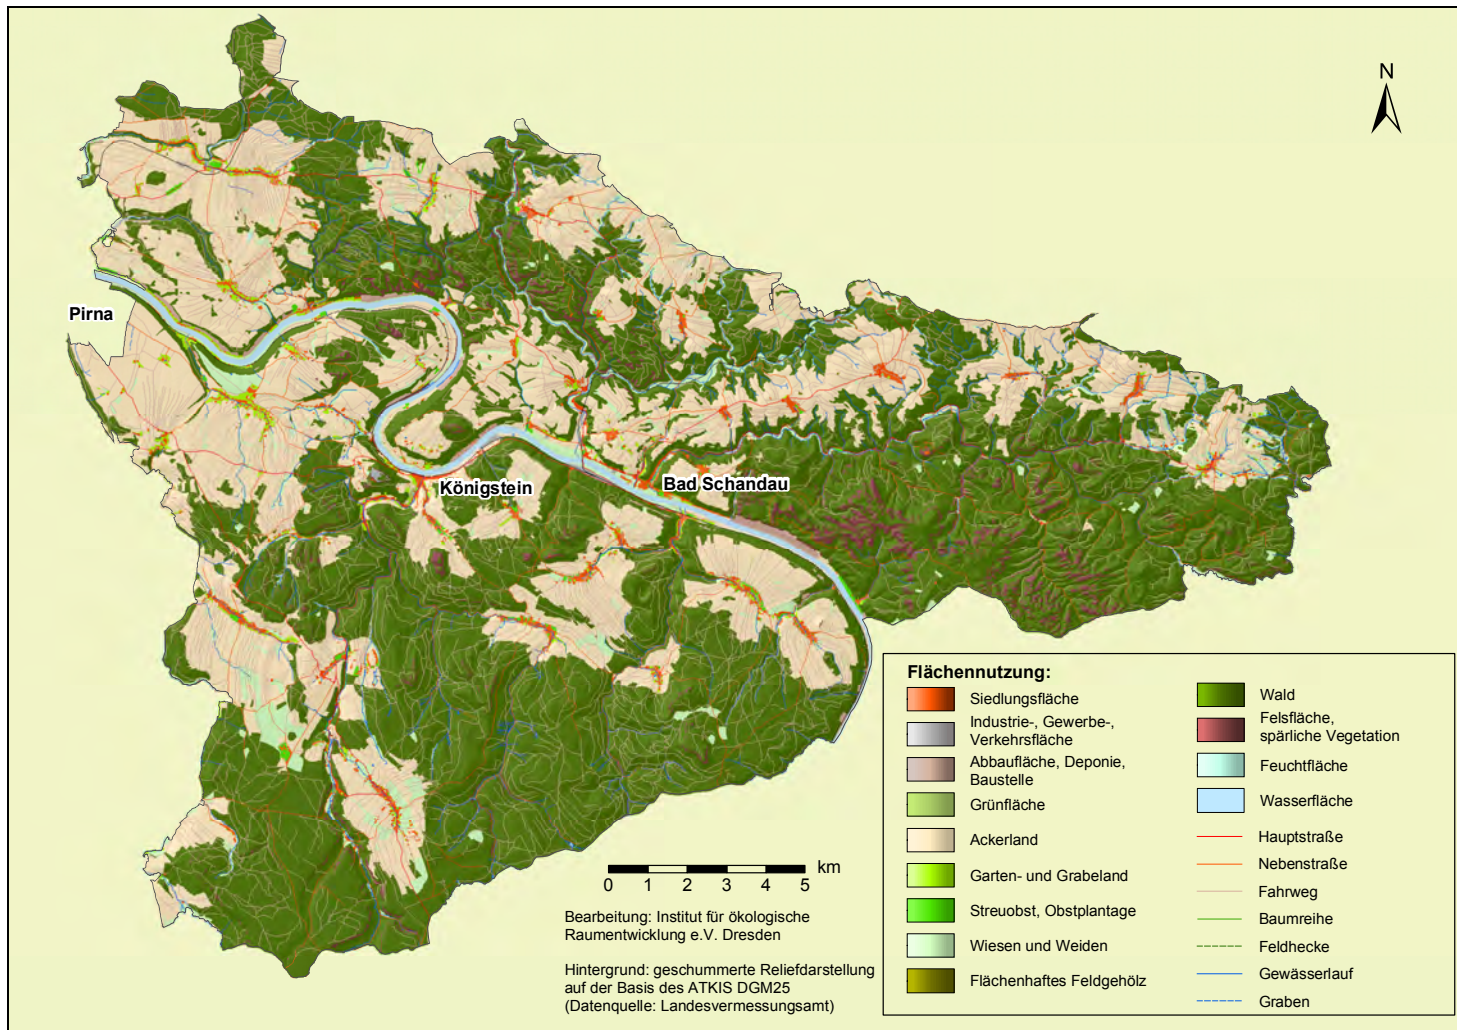 N
Pirna
Königstein
Bad Schandau
km
0 1 2 3 4 5
Bearbeitung: Institut für ökologische
Raumentwicklung e.V. Dresden
Hintergrund: geschummerte Reliefdarstellung
auf der Basis des ATKIS DGM25
(Datenquelle: Landesvermessungsamt)
Flächennutzung:
Siedlungsfläche
Industrie-, Gewerbe-,
Verkehrsfläche
Abbaufläche, Deponie,
Baustelle
Grünfläche
Ackerland
Garten- und Grabeland
Streuobst, Obstplantage
Wiesen und Weiden
Flächenhaftes Feldgehölz
Wald
Felsfläche,
spärliche Vegetation
Feuchtfläche
Wasserfläche
Hauptstraße
Nebenstraße
Fahrweg
Baumreihe
Feldhecke
Gewässerlauf
Graben